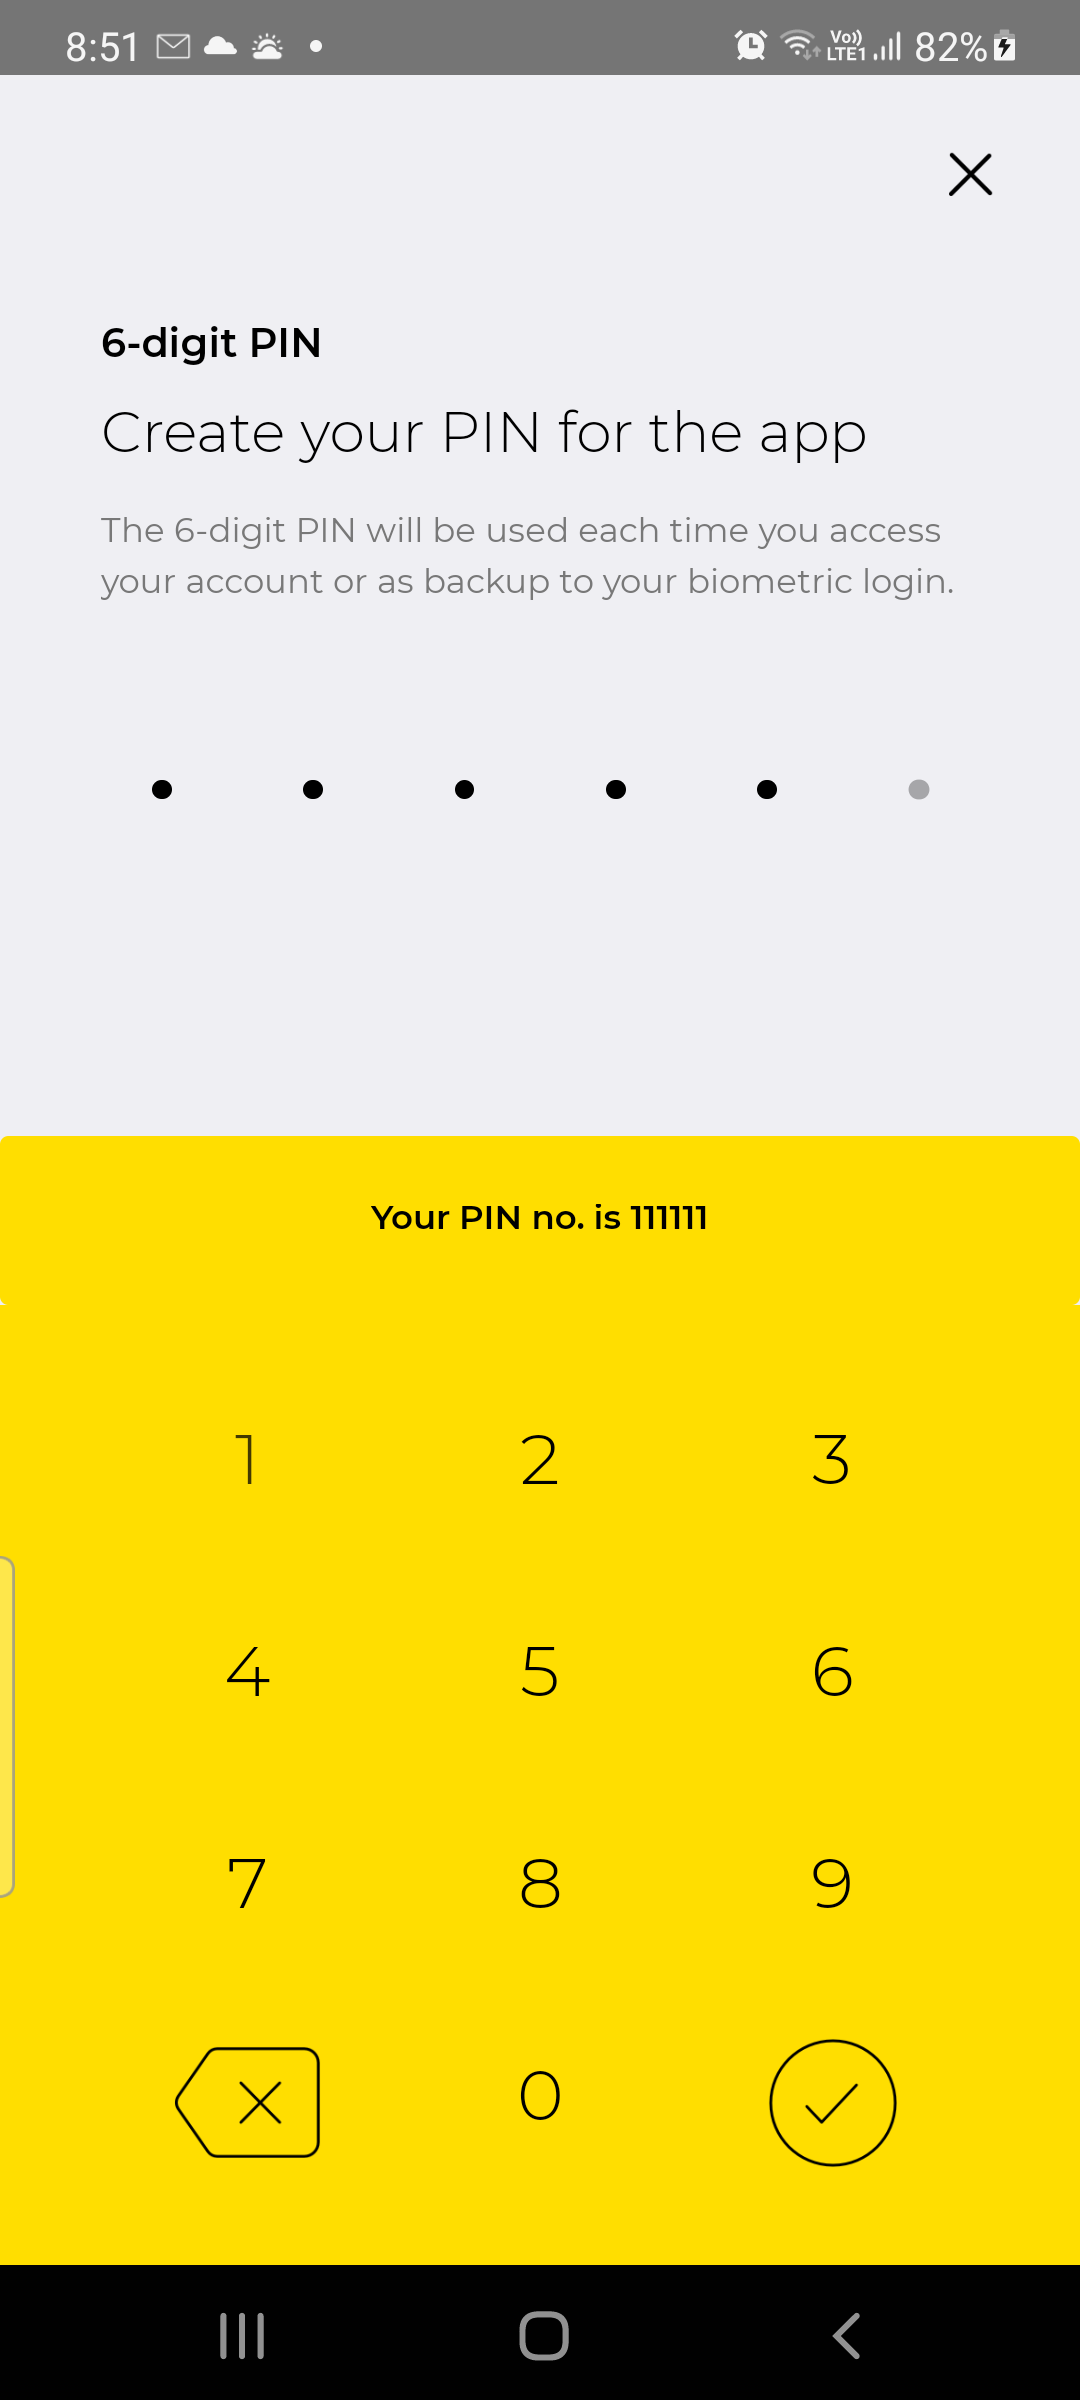 8:51
Vo)) LTE1 82%
6-digit PIN
Create your PIN for the app
The 6-digit PIN will be used each time you access
your account or as backup to your biometric login.
Your PIN no. is 111111
1 2 3
4 5 6
7 8 9
0